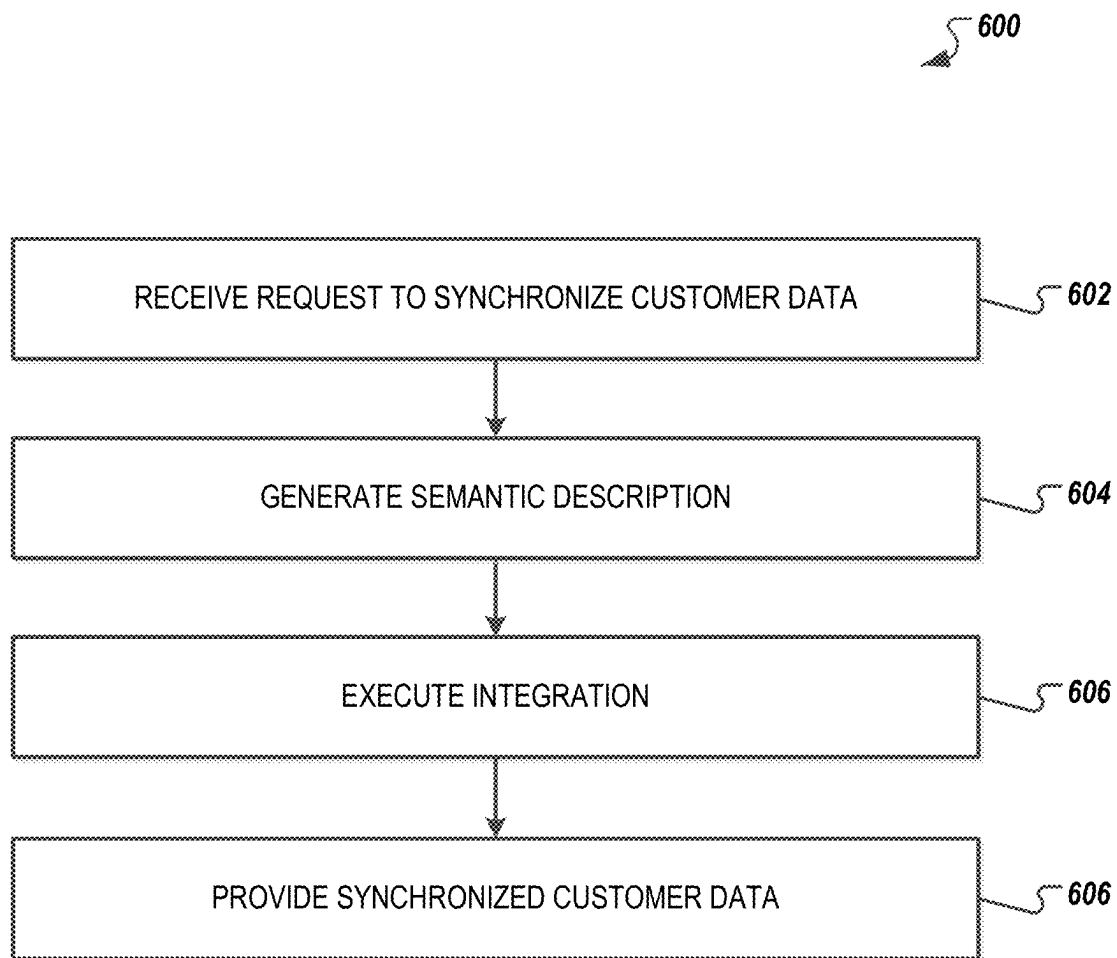 600
RECEIVE REQUEST TO SYNCHRONIZE CUSTOMER DATA
602
GENERATE SEMANTIC DESCRIPTION
604
EXECUTE INTEGRATION
606
PROVIDE SYNCHRONIZED CUSTOMER DATA
606